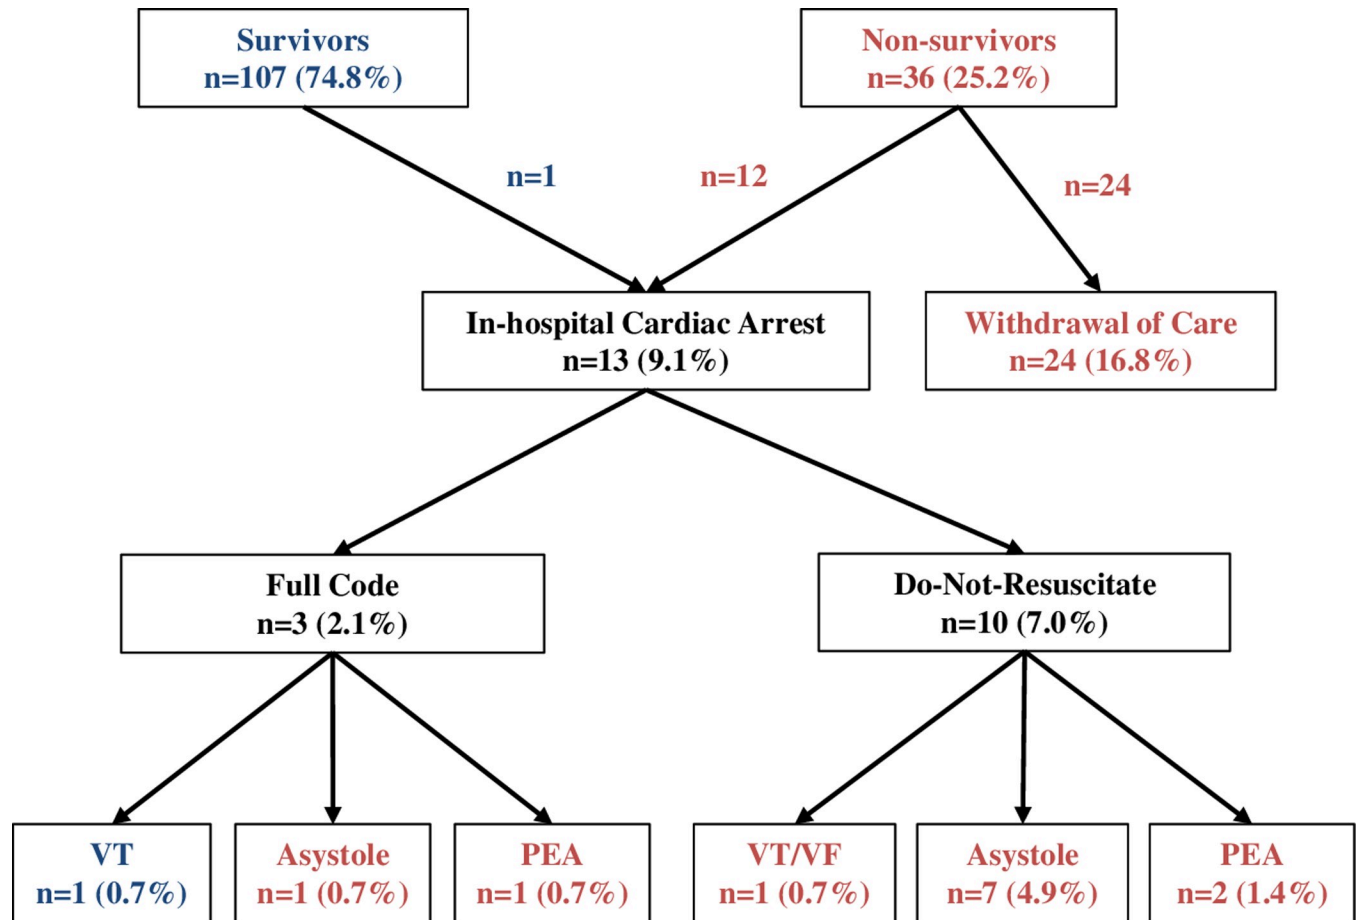 Survivors
n=107 (74.8%)
Non-survivors
n=36 (25.2%)
n=1
n=12
n=24
In-hospital Cardiac Arrest
n=13 (9.1%)
Withdrawal of Care
n=24 (16.8%)
Full Code
n=3 (2.1%)
Do-Not-Resuscitate
n=10 (7.0%)
VT
n=1 (0.7%)
Asystole
n=1 (0.7%)
PEA
n=1 (0.7%)
VT/VF
n=1 (0.7%)
Asystole
n=7 (4.9%)
PEA
n=2 (1.4%)